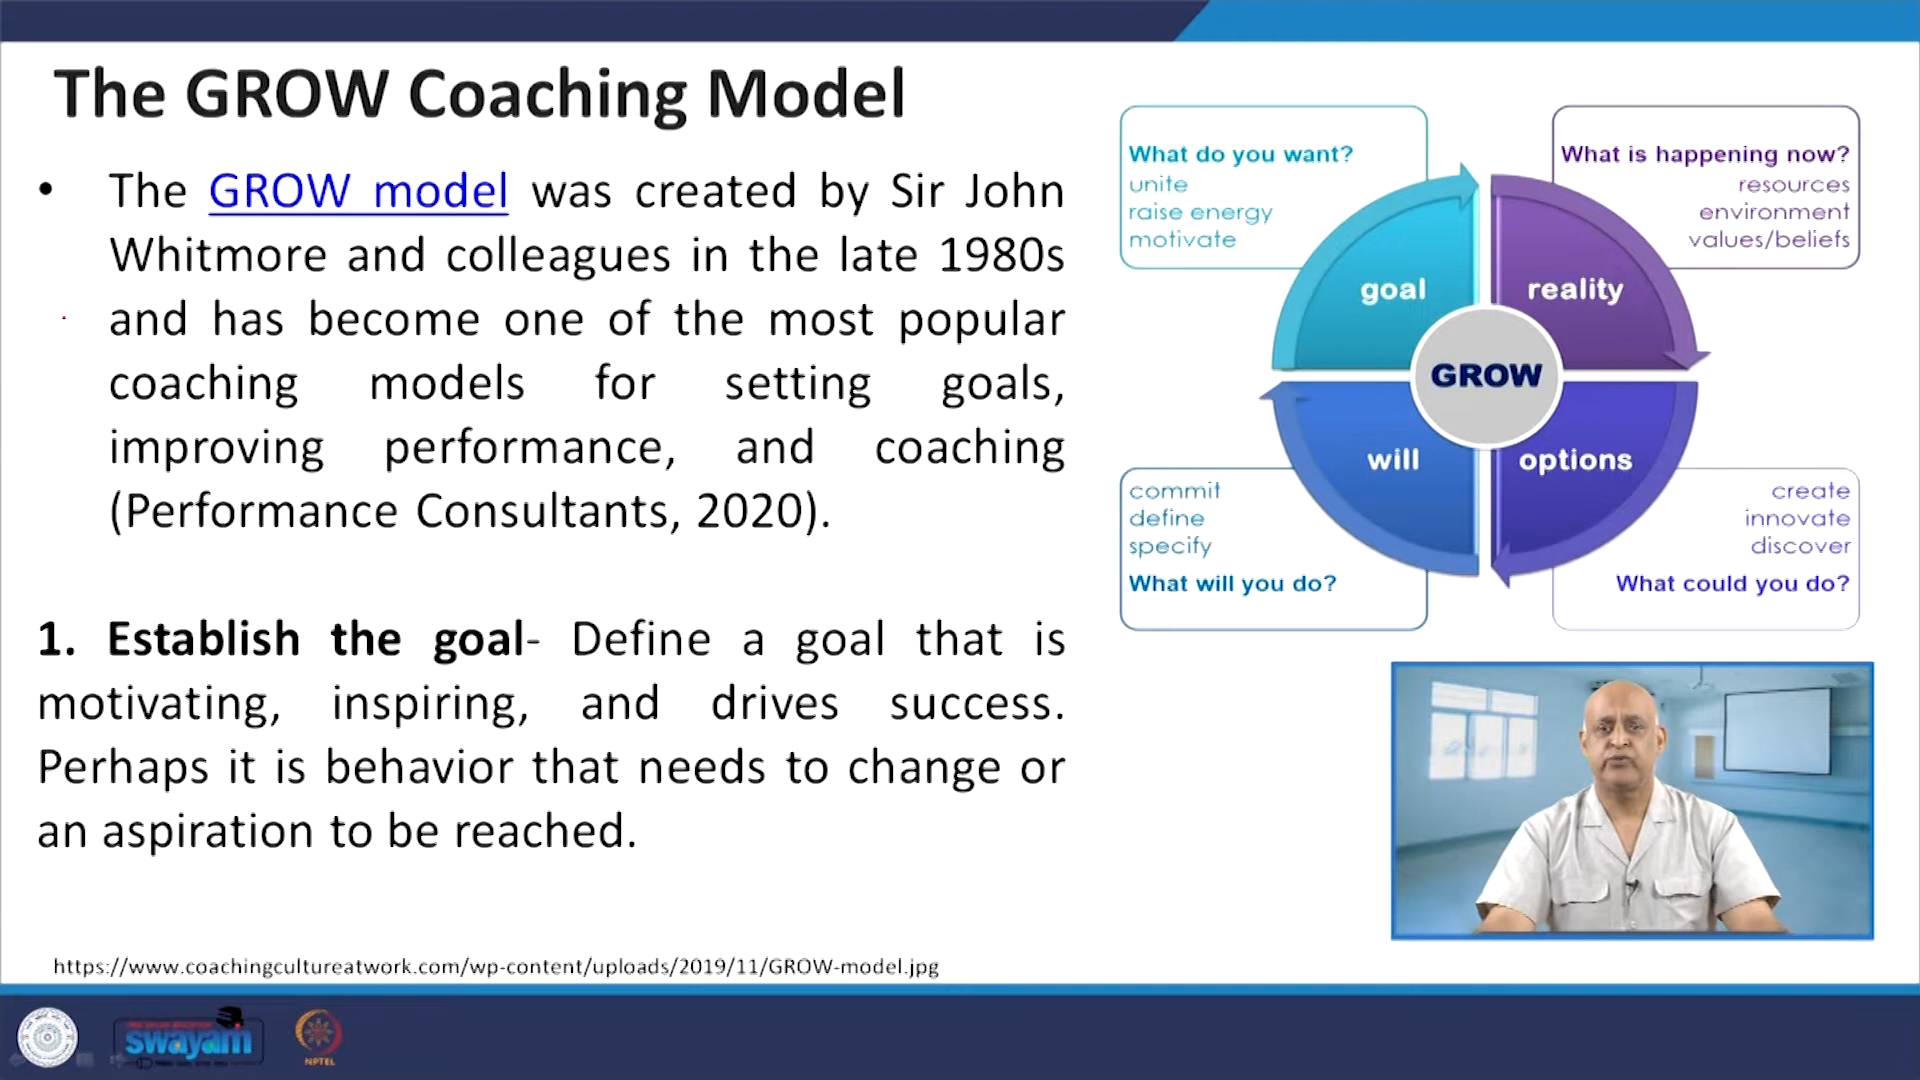 The GROW Coaching Model
• The GROW model was created by Sir John
Whitmore and colleagues in the late 1980s
and has become one of the most popular
coaching models for setting goals,
improving performance, and coaching
(Performance Consultants, 2020).
1. Establish the goal- Define a goal that is
motivating, inspiring, and drives success.
Perhaps it is behavior that needs to change or
an aspiration to be reached.
https://www.coachingcultureatwork.com/wp-content/uploads/2019/11/GROW-model.jpg
What do you want?
unite
raise energy
motivate
What is happening now?
resources
environment
values/beliefs
goal
reality
GROW
will
options
commit
define
specify
What will you do?
create
innovate
discover
What could you do?
swayam
NPTEL